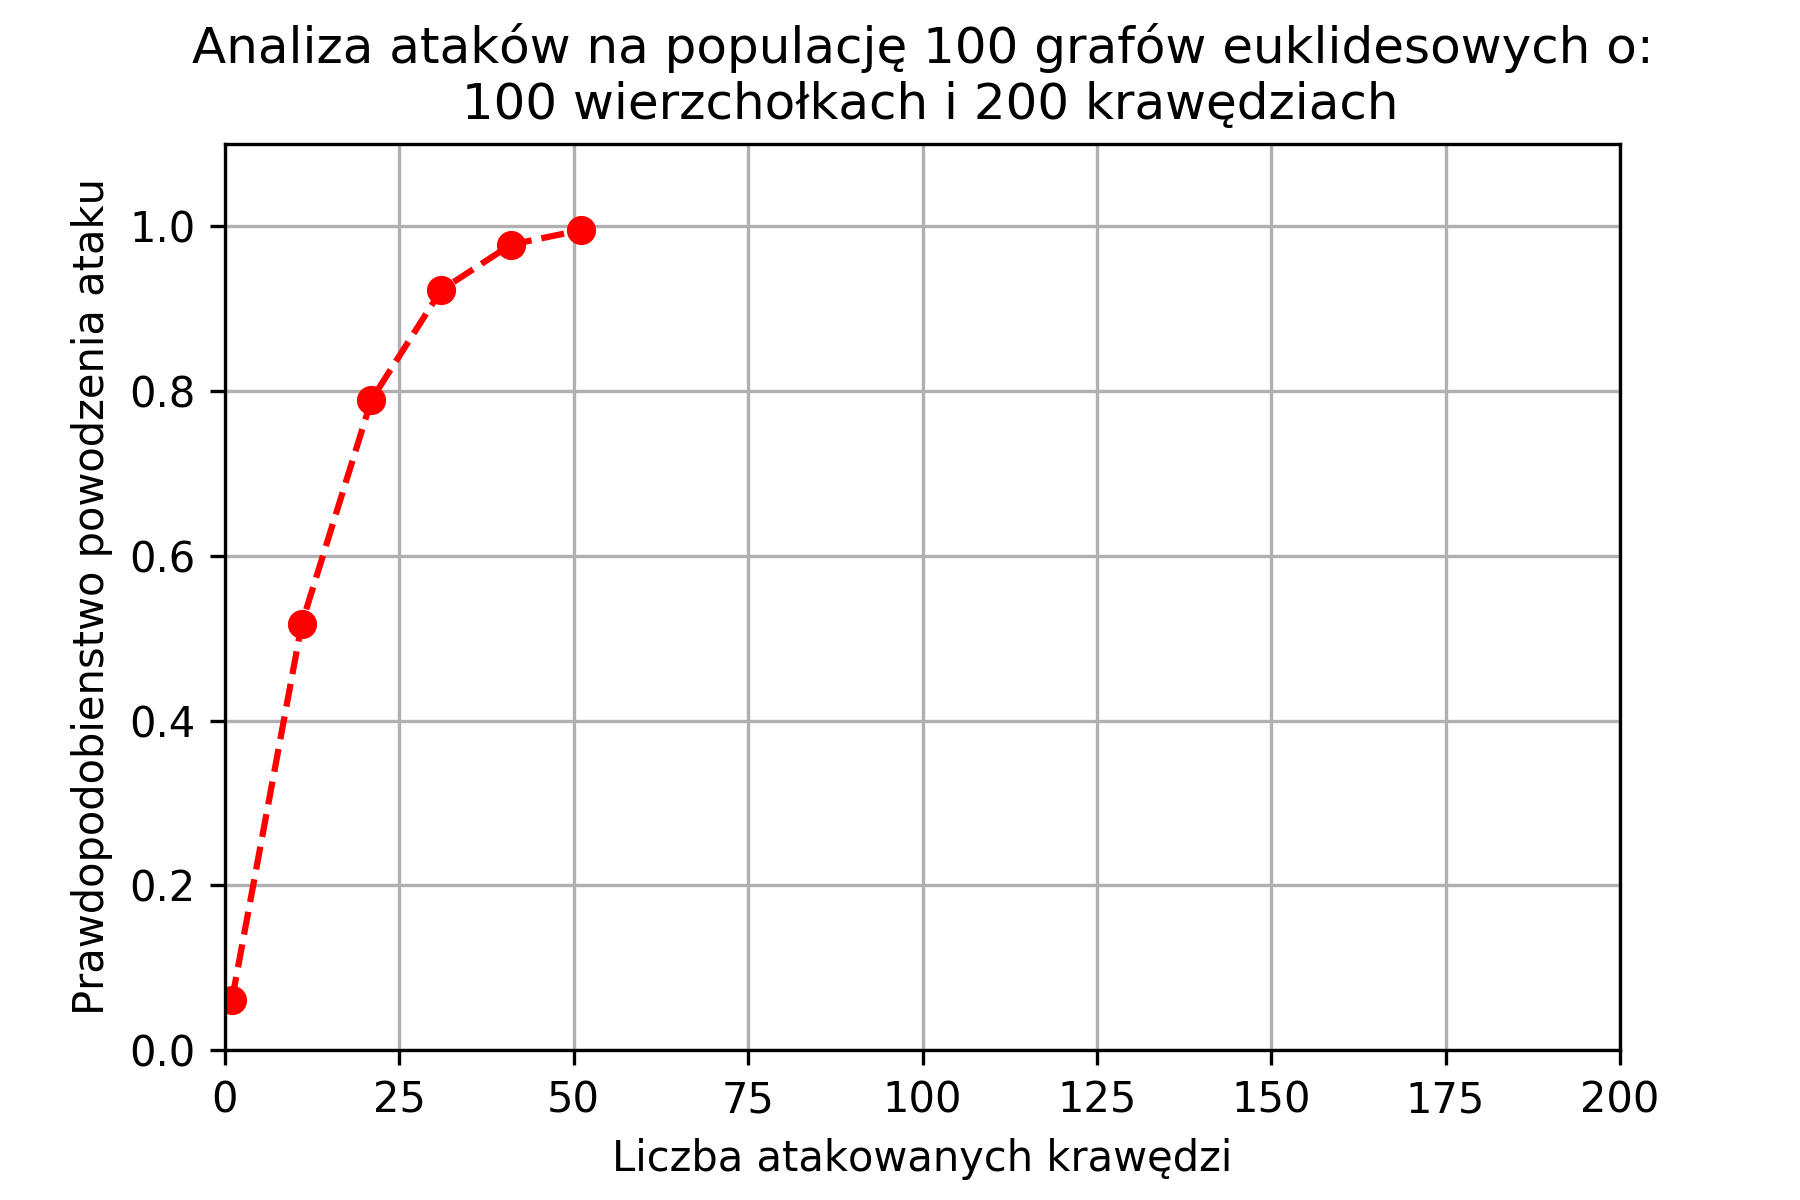 Analiza ataków na populację 100 grafów euklidesowych o:
100 wierzchołkach i 200 krawędziach
Prawdopodobienstwo powodzenia ataku
1.0
0.8
0.6
0.4
0.2
0.0
0 25 50 75 100 125 150 175 200
Liczba atakowanych krawędzi